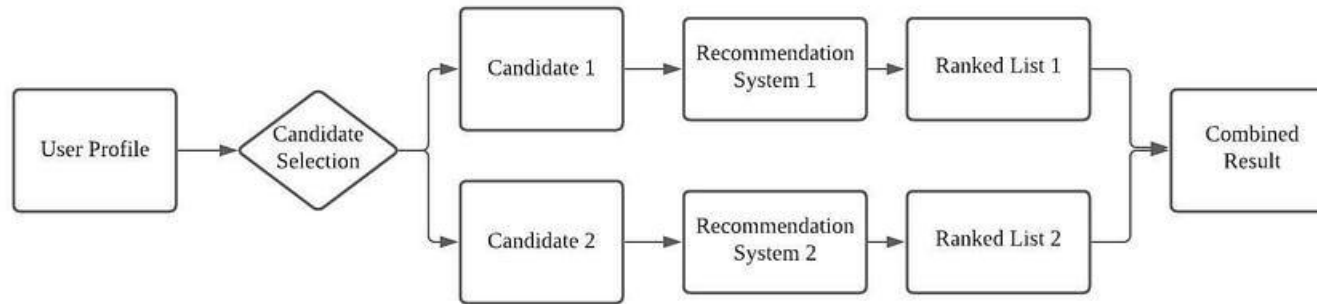 User Profile
Candidate
Selection
Candidate 1
Recommendation
System 1
Ranked List 1
Candidate 2
Recommendation
System 2
Ranked List 2
Combined
Result